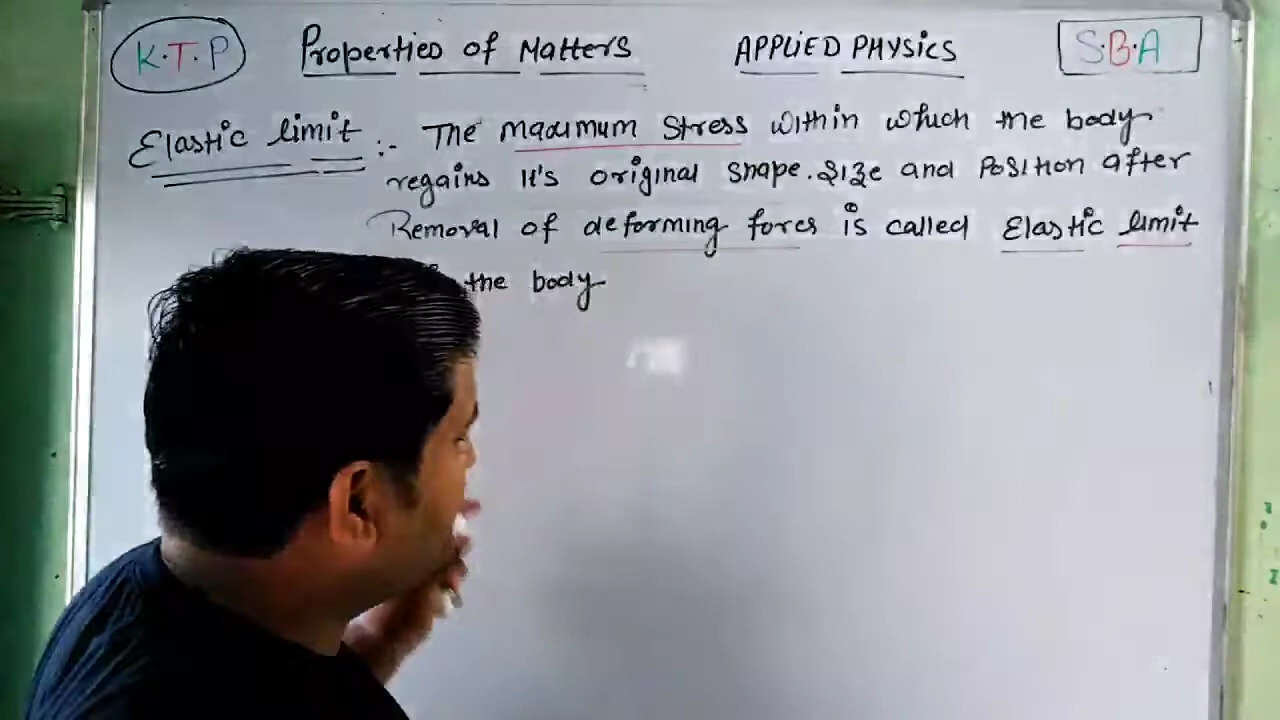 K.T.P Properties of Matters APPLiED PHYSiCS S.B.A
Elastic limit :- The maximum stress within which the body
regains it's original shape. Size and Position after
Removal of deforming forcs is called Elastic limit
the body